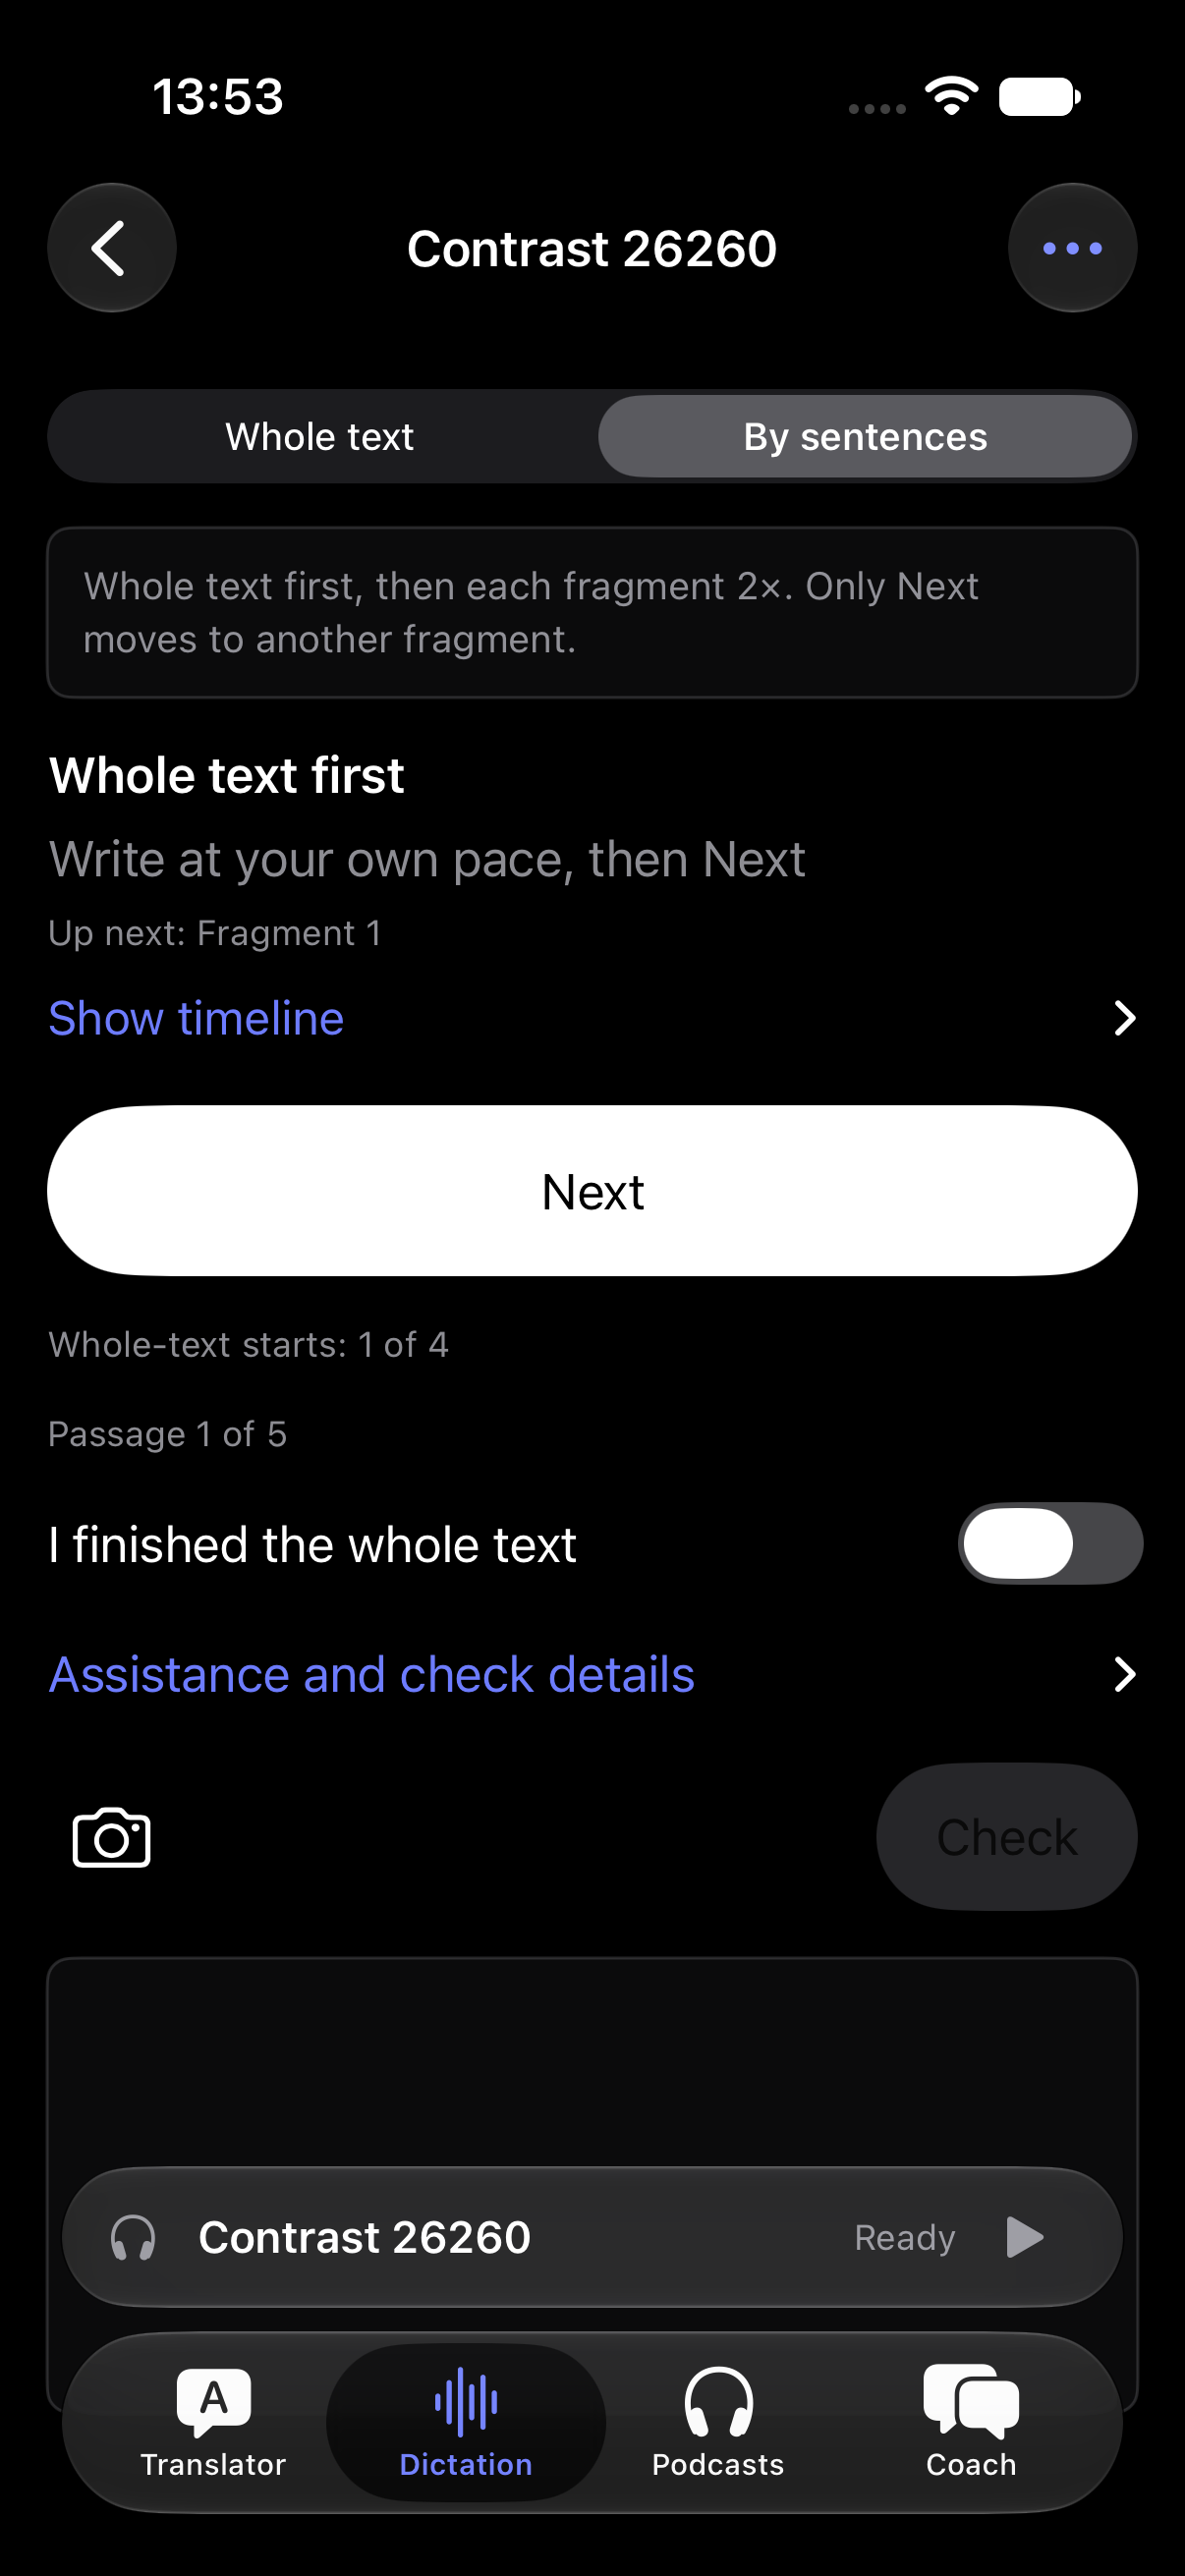 13:53
Contrast 26260
Whole text
By sentences
Whole text first, then each fragment 2×. Only Next
moves to another fragment.
Whole text first
Write at your own pace, then Next
Up next: Fragment 1
Show timeline
Next
Whole-text starts: 1 of 4
Passage 1 of 5
I finished the whole text
Assistance and check details
Check
Contrast 26260
Ready
A
Translator
Dictation
Podcasts
Coach